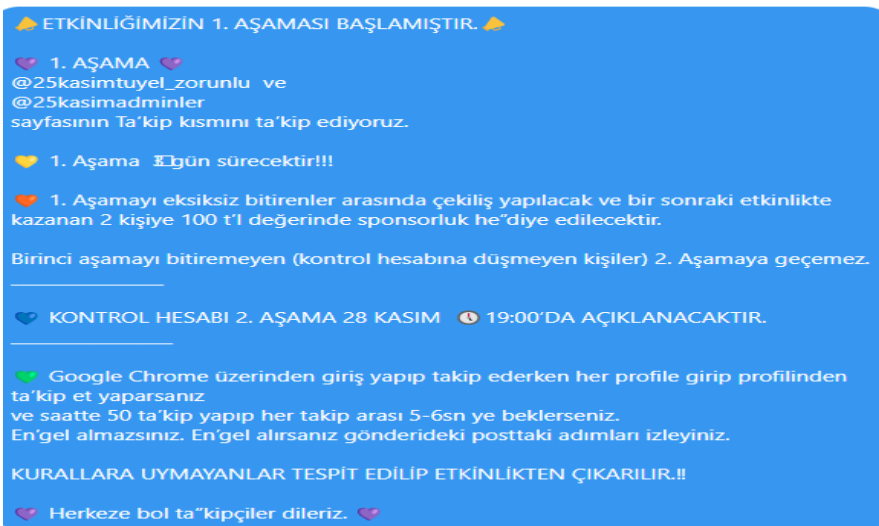 📣 ETKİNLİĞİMİZİN 1. AŞAMASI BAŞLAMIŞTIR. 📣
💜 1. AŞAMA 💜
@25kasimtuyel_zorunlu ve
@25kasimadminler
sayfasının Ta'kip kısmını ta'kip ediyoruz.
💛 1. Aşama 3 gün sürecektir!!!
🧡 1. Aşamayı eksiksiz bitirenler arasında çekiliş yapılacak ve bir sonraki etkinlikte
kazanan 2 kişiye 100 t'l değerinde sponsorluk he"diye edilecektir.
Birinci aşamayı bitiremeyen (kontrol hesabına düşmeyen kişiler) 2. Aşamaya geçemez.
💙 KONTROL HESABI 2. AŞAMA 28 KASIM 🕖 19:00'DA AÇIKLANACAKTIR.
💚 Google Chrome üzerinden giriş yapıp takip ederken her profile girip profilinden
ta'kip et yaparsanız
ve saatte 50 ta'kip yapıp her takip arası 5-6sn ye beklerseniz.
En'gel almazsınız. En'gel alırsanız gönderideki posttaki adımları izleyiniz.
KURALLARA UYMAYANLAR TESPİT EDİLİP ETKİNLİKTEN ÇIKARILIR.‼
💜 Herkeze bol ta"kipçiler dileriz. 💜